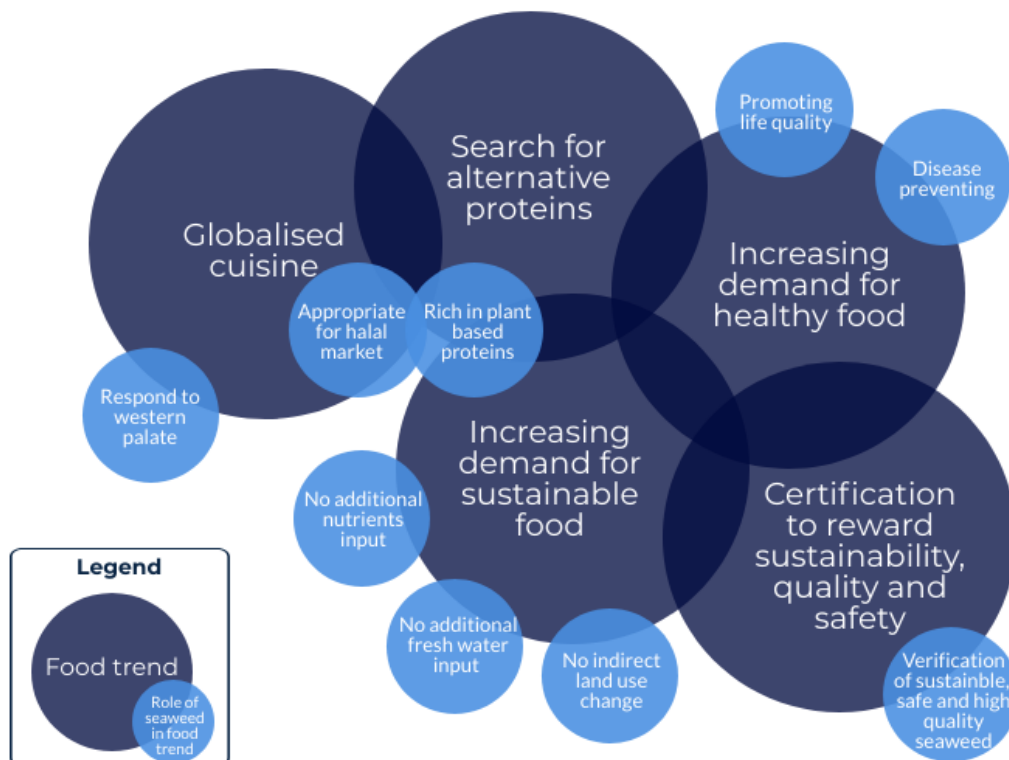 Search for
alternative
proteins
Globalised
cuisine
Promoting
life quality
Disease
preventing
Increasing
demand for
healthy food
Appropriate
for halal
market
Rich in plant
based
proteins
Respond to
western
palate
Increasing
demand for
sustainable
food
No additional
nutrients
input
No additional
fresh water
input
No indirect
land use
change
Certification
to reward
sustainability,
quality and
safety
Verification
of sustainble,
safe and high
quality
seaweed
Legend
Food trend
Role of
seaweed
in food
trend